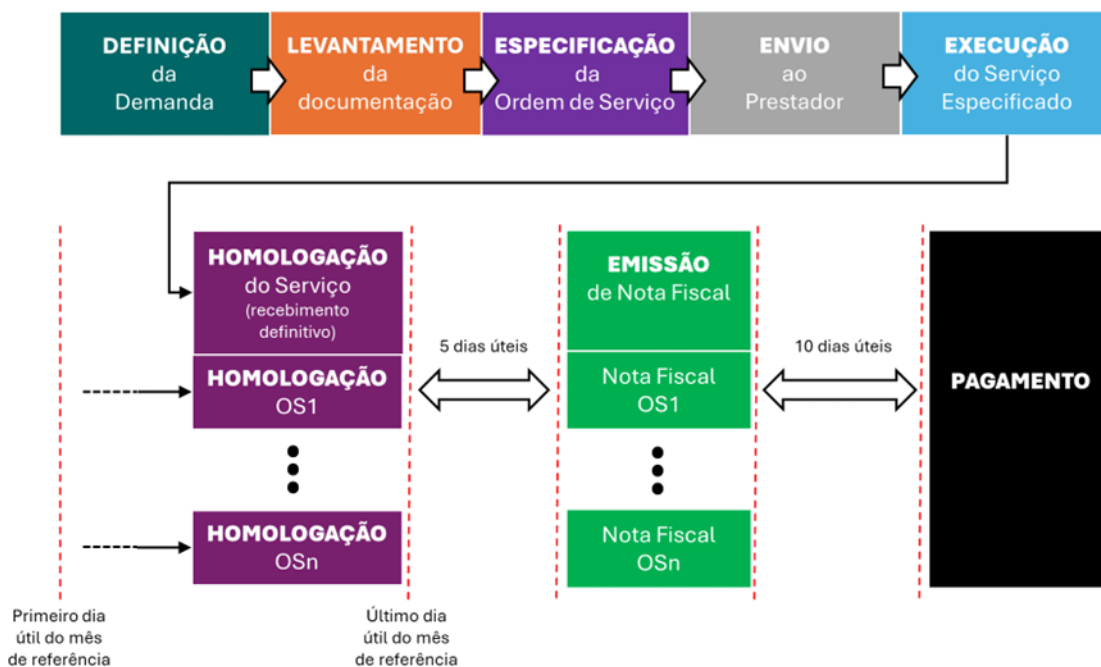 DEFINIÇÃO
da
Demanda
LEVANTAMENTO
da
documentação
ESPECIFICAÇÃO
da
Ordem de Serviço
ENVIO
ao
Prestador
EXECUÇÃO
do Serviço
Especificado
HOMOLOGAÇÃO
do Serviço
(recebimento
definitivo)
EMISSÃO
de Nota Fiscal
5 dias úteis
10 dias úteis
HOMOLOGAÇÃO
OS1
Nota Fiscal
OS1
PAGAMENTO
HOMOLOGAÇÃO
OSn
Nota Fiscal
OSn
Primeiro dia
útil do mês
de referência
Último dia
útil do mês
de referência